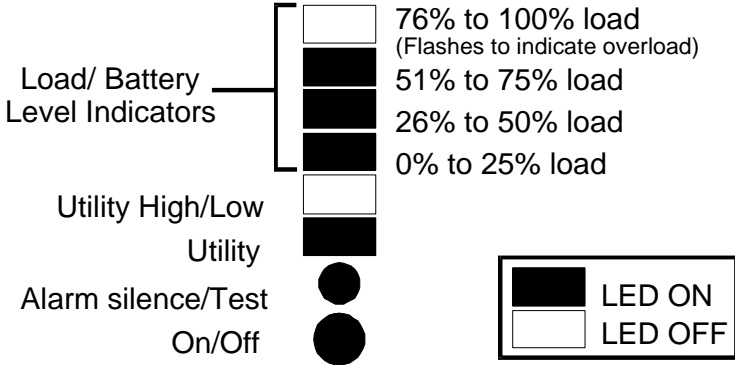 76% to 100% load
(Flashes to indicate overload)
51% to 75% load
26% to 50% load
0% to 25% load
Load/ Battery
Level Indicators
Utility High/Low
Utility
Alarm silence/Test
On/Off
LED ON
LED OFF